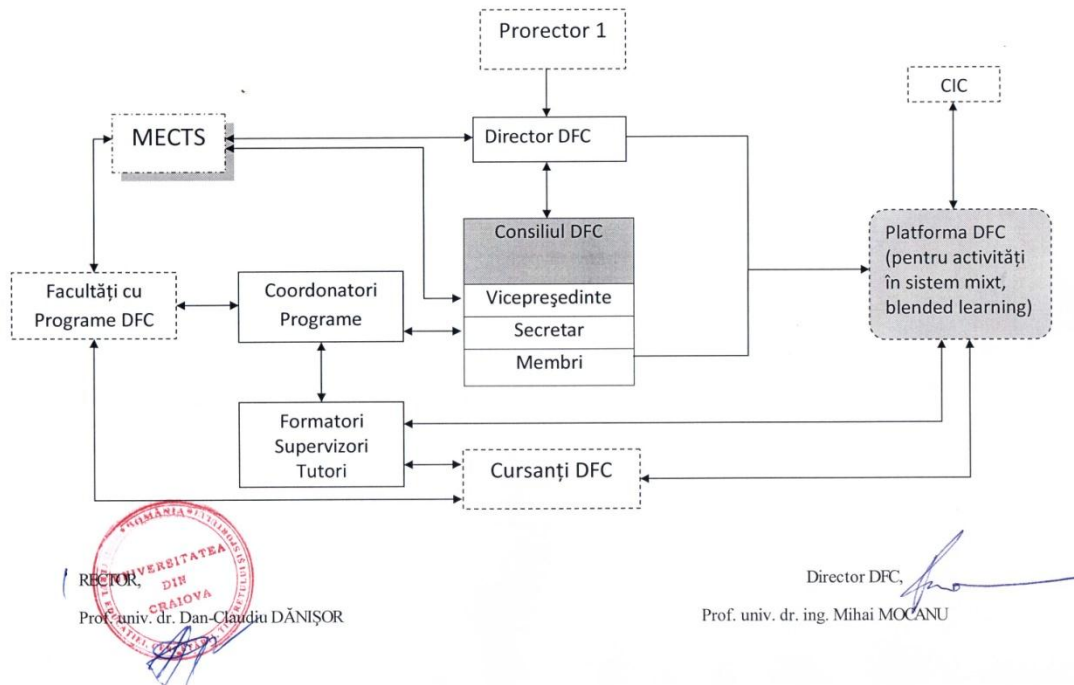 Prorector 1
CIC
MECTS
Director DFC
Consiliul DFC
Platforma DFC
(pentru activități
în sistem mixt,
blended learning)
Facultăți cu
Programe DFC
Coordonatori
Programe
Vicepreşedinte
Secretar
Membri
Formatori
Supervizori
Tutori
Cursanți DFC
ROMÂNIA
UNIVERSITATEA
DIN
CRAIOVA
RECTOR,
Prof. univ. dr. Dan-Claudiu DĂNIŞOR
Director DFC,
Prof. univ. dr. ing. Mihai MOCANU